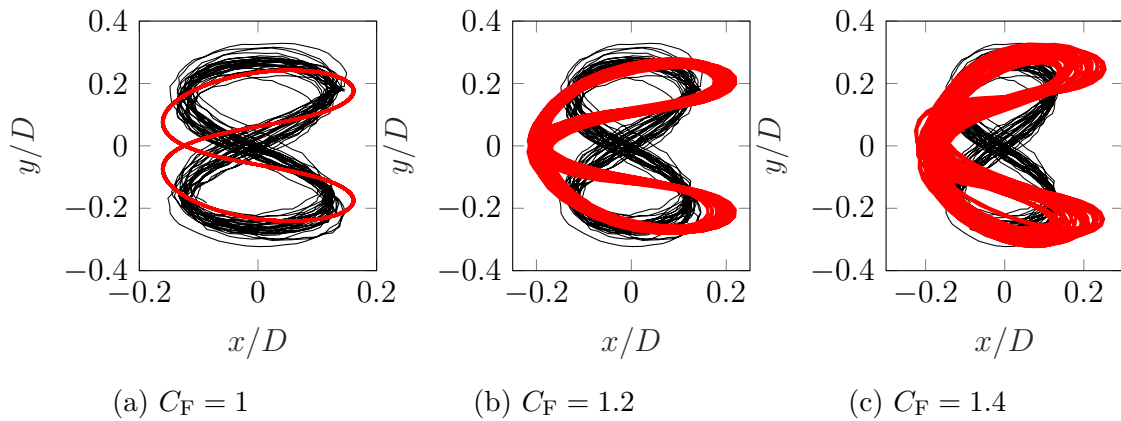 0.4 0.4 0.4
0.2 0.2 0.2
y/D 0 y/D 0 y/D 0
−0.2 −0.2 −0.2
−0.4 −0.4 −0.4
−0.2 0 0.2 −0.2 0 0.2 −0.2 0 0.2
x/D x/D x/D
(a) C_F = 1 (b) C_F = 1.2 (c) C_F = 1.4